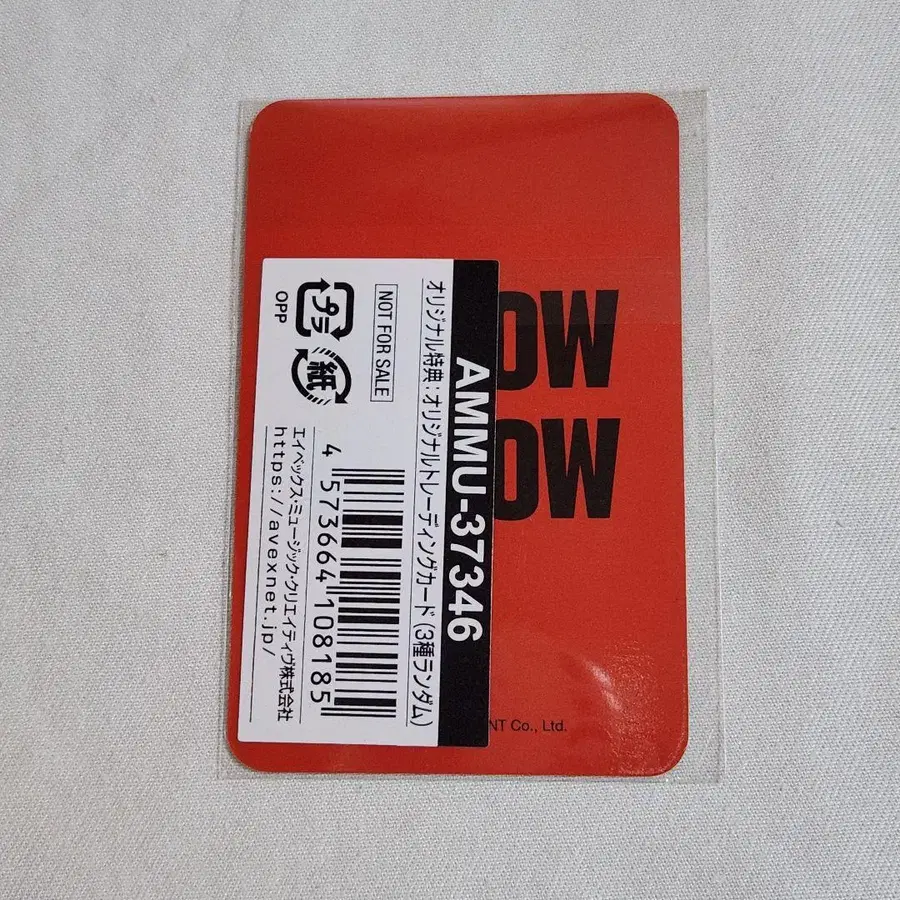 AMMU-37346
オリジナル特典：オリジナルトレーディングカード (3種ランダム)
NOT FOR SALE
プラ
OPP
紙
4 573664 108185
エイベックス・ミュージック・クリエイティヴ株式会社
https://avexnet.jp/
OW
OW
NT Co., Ltd.